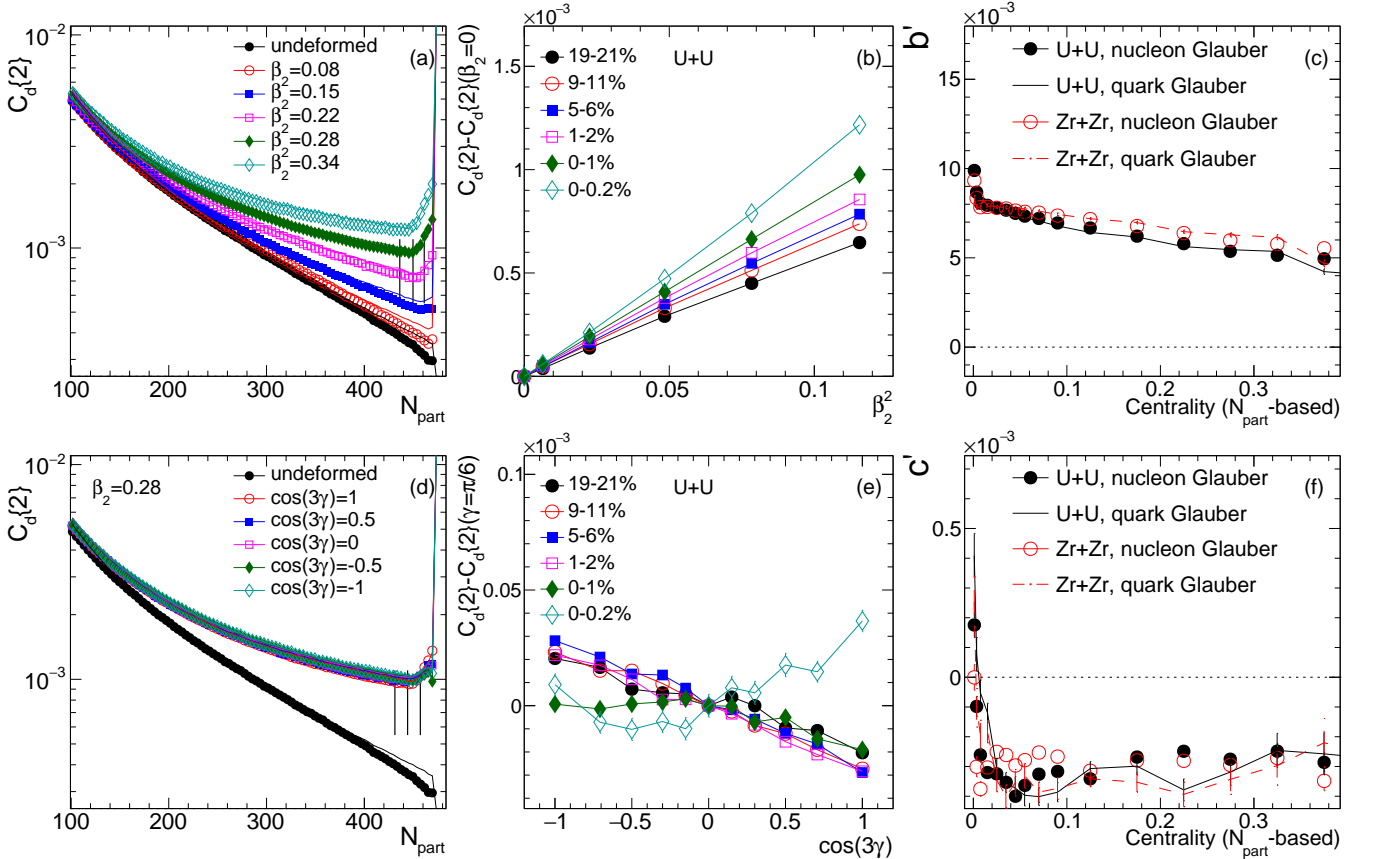 (a)
C_d{2}
10^-2
10^-3
undeformed
β_2=0.08
β_2=0.15
β_2=0.22
β_2=0.28
β_2=0.34
100 200 300 400
N_part
(b)
×10^-3
C_d{2}-C_d{2}(β_2=0)
U+U
1.5
1
0.5
0
19-21%
9-11%
5-6%
1-2%
0-1%
0-0.2%
0 0.05 0.1
β_2^2
(c)
×10^-3
b'
15
10
5
0
U+U, nucleon Glauber
U+U, quark Glauber
Zr+Zr, nucleon Glauber
Zr+Zr, quark Glauber
0 0.1 0.2 0.3
Centrality (N_part-based)
(d)
C_d{2}
10^-2
10^-3
β_2=0.28
undeformed
cos(3γ)=1
cos(3γ)=0.5
cos(3γ)=0
cos(3γ)=-0.5
cos(3γ)=-1
100 200 300 400
N_part
(e)
×10^-3
C_d{2}-C_d{2}(γ=π/6)
U+U
0.1
0.05
0
19-21%
9-11%
5-6%
1-2%
0-1%
0-0.2%
−1 −0.5 0 0.5 1
cos(3γ)
(f)
×10^-3
c'
0.5
0
U+U, nucleon Glauber
U+U, quark Glauber
Zr+Zr, nucleon Glauber
Zr+Zr, quark Glauber
0 0.1 0.2 0.3
Centrality (N_part-based)